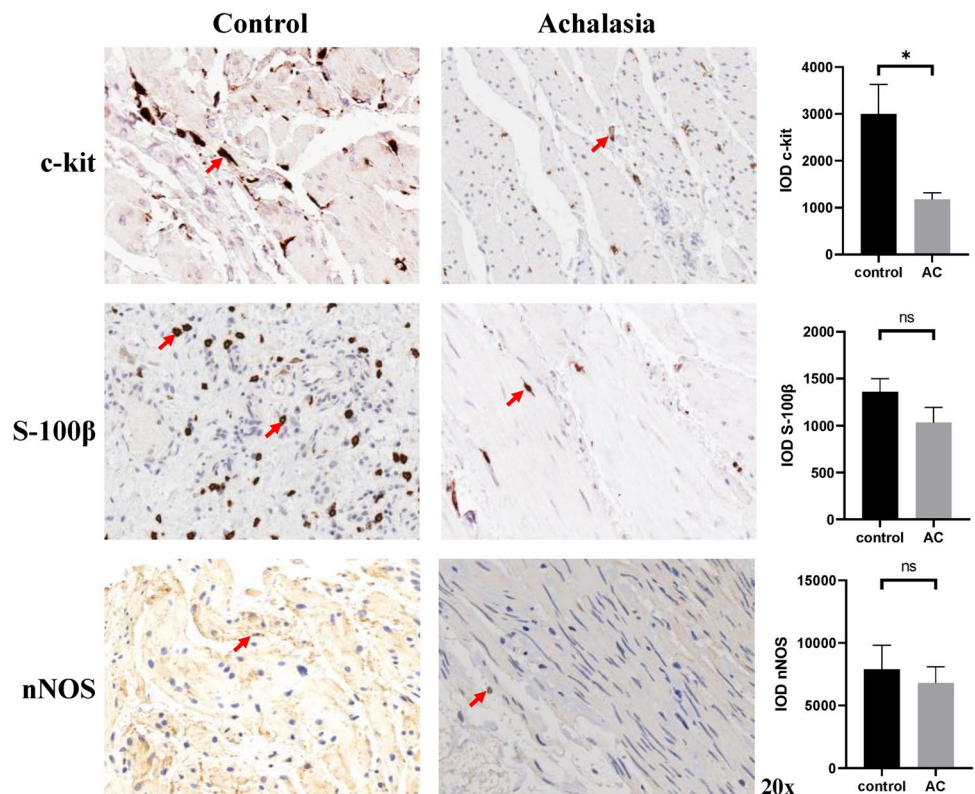 Control
Achalasia
c-kit
IOD c-kit
4000
3000
2000
1000
0
*
control
AC
S-100β
IOD S-100β
2000
1500
1000
500
0
ns
control
AC
nNOS
IOD nNOS
15000
10000
5000
0
ns
control
AC
20x